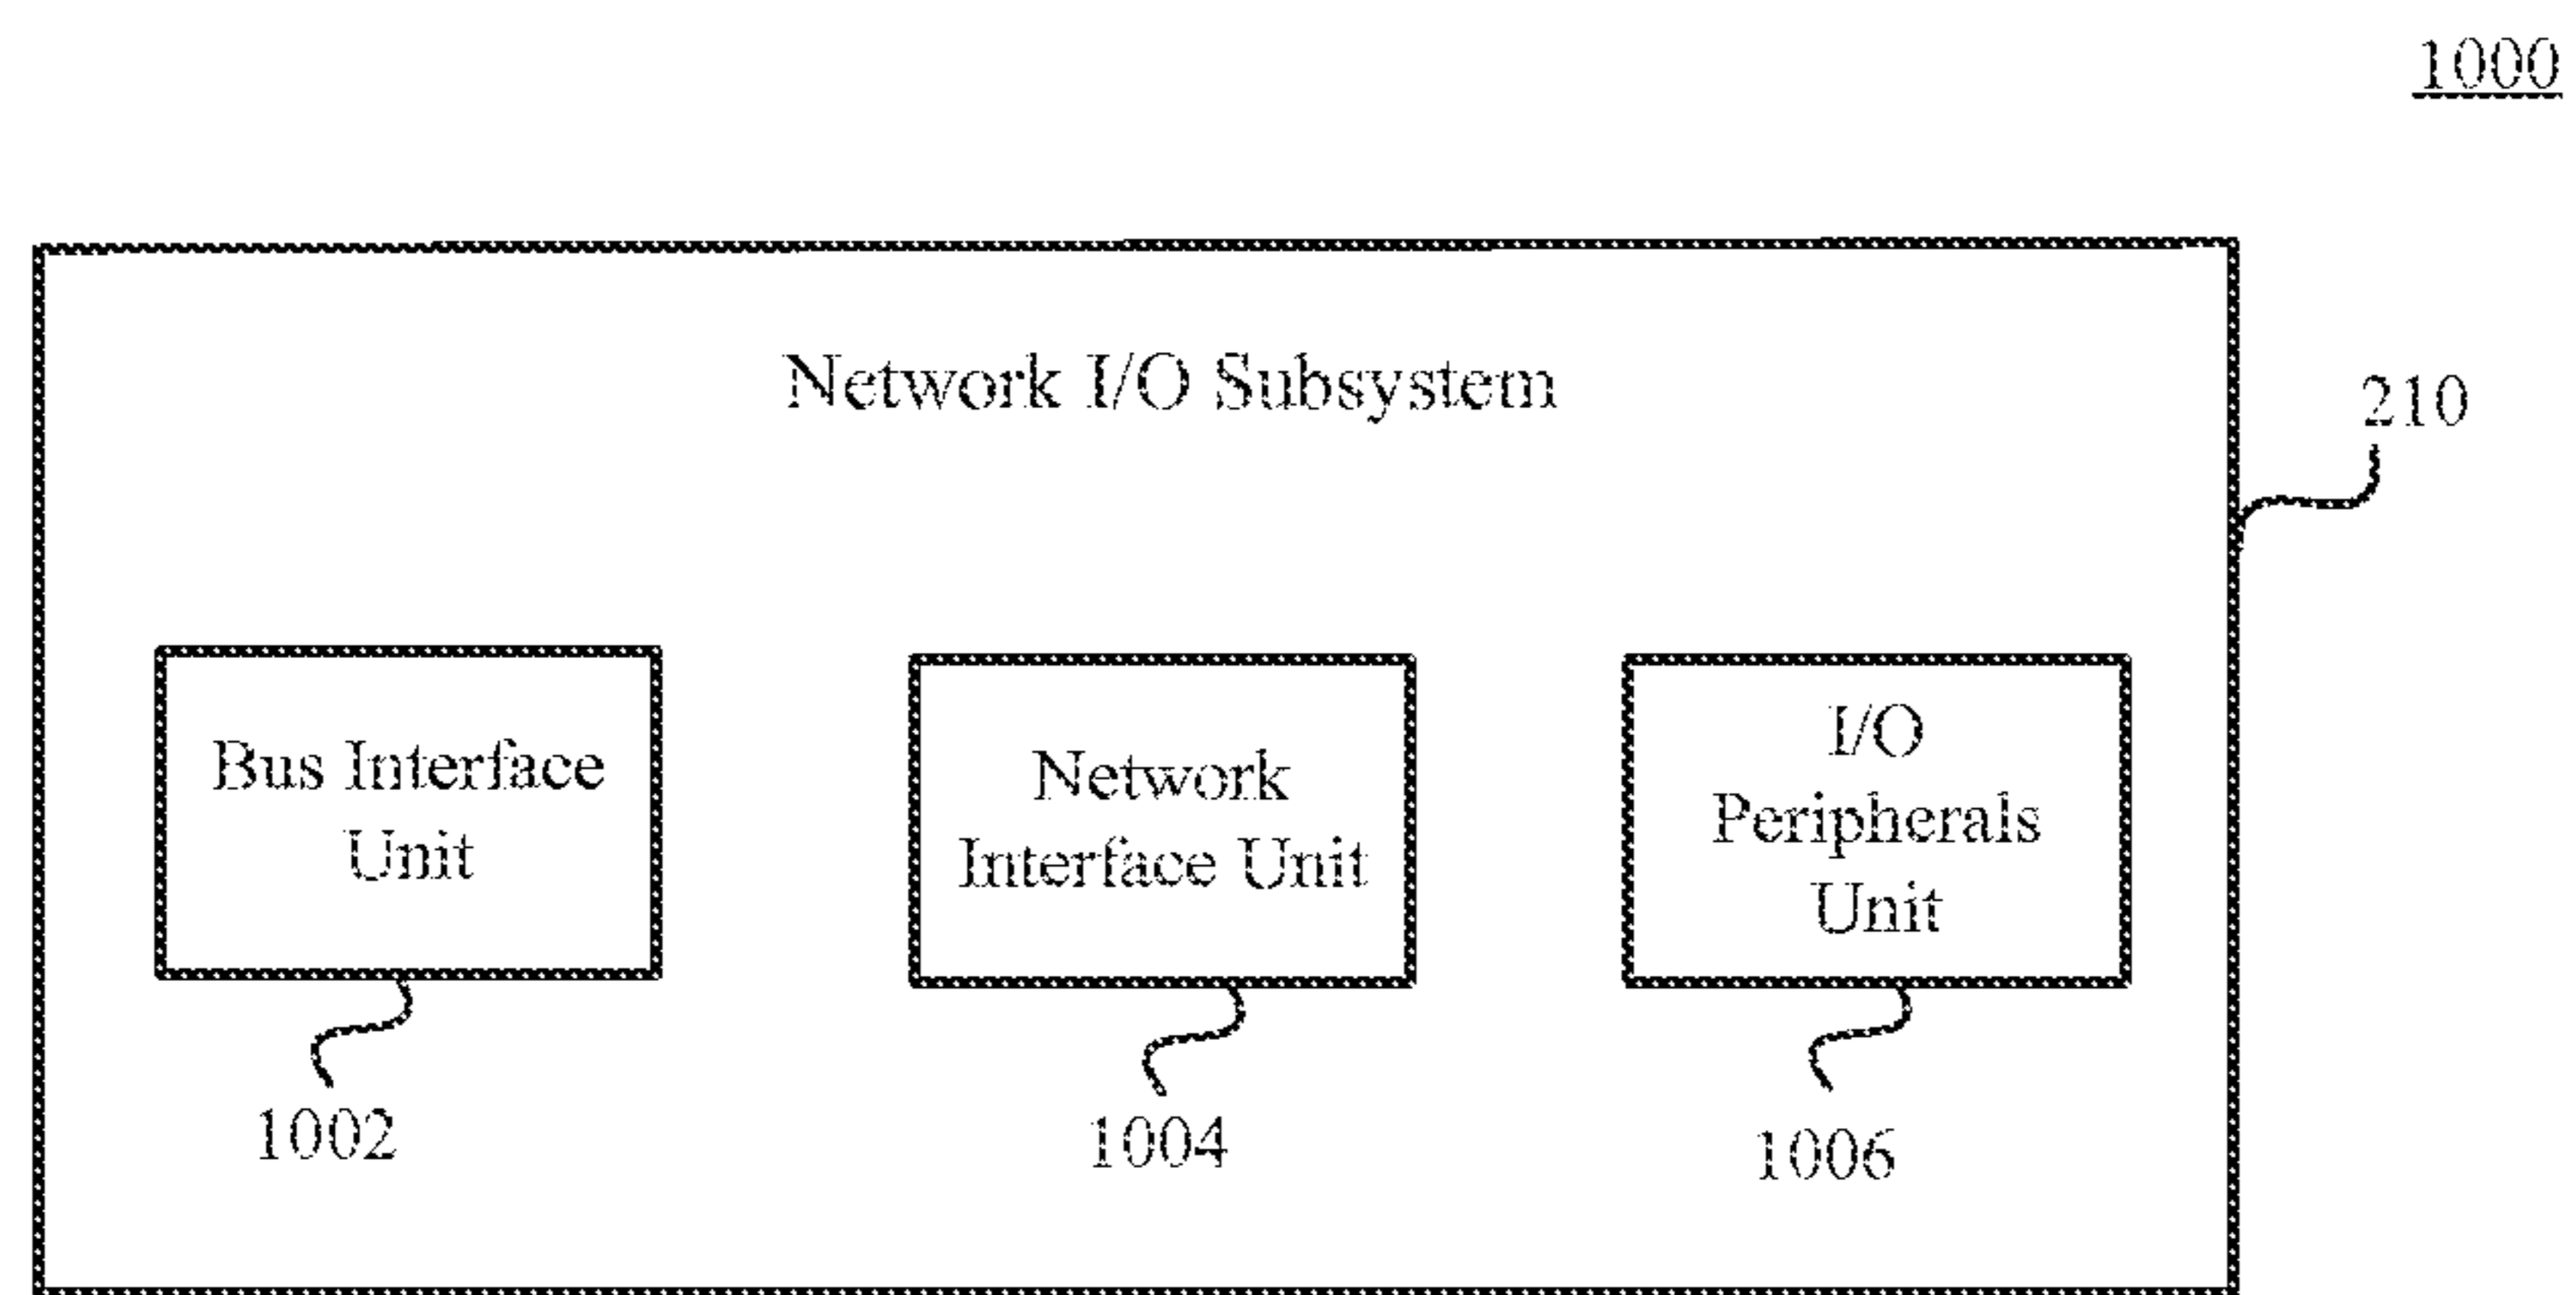 1000
Network I/O Subsystem
210
Bus Interface
Unit
Network
Interface Unit
I/O
Peripherals
Unit
1002
1004
1006